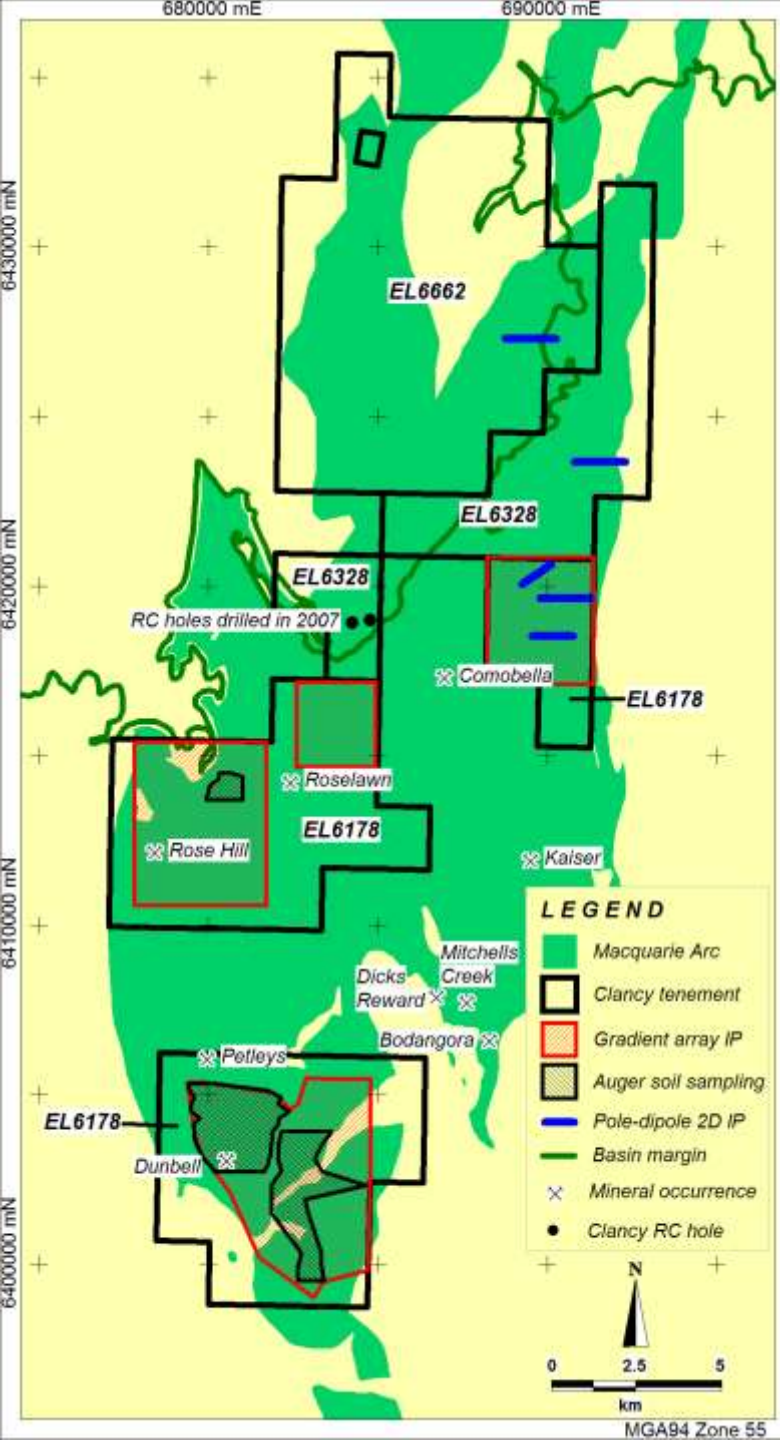 680000 mE
690000 mE
6430000 mN
EL6662
EL6328
6420000 mN
EL6328
RC holes drilled in 2007
Comobella
EL6178
Roselawn
EL6178
Rose Hill
Kaiser
6410000 mN
LEGEND
Macquarie Arc
Clancy tenement
Gradient array IP
Auger soil sampling
Pole-dipole 2D IP
Basin margin
Mineral occurrence
Clancy RC hole
Mitchells
Creek
Dicks
Reward
Bodangora
Petleys
EL6178
Dunbell
6400000 mN
N
0 2.5 5
km
MGA94 Zone 55